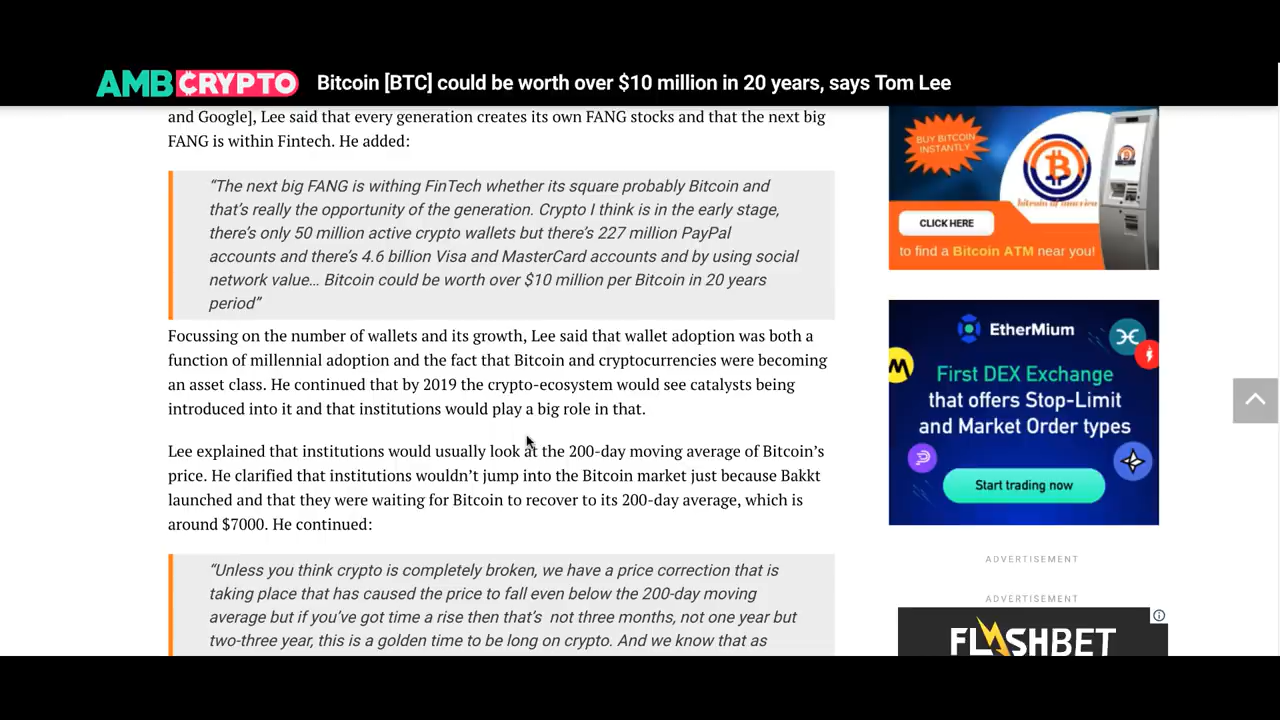 AMBCRYPTO
Bitcoin [BTC] could be worth over $10 million in 20 years, says Tom Lee
and Google], Lee said that every generation creates its own FANG stocks and that the next big
FANG is within Fintech. He added:
“The next big FANG is withing FinTech whether its square probably Bitcoin and
that’s really the opportunity of the generation. Crypto I think is in the early stage,
there’s only 50 million active crypto wallets but there’s 227 million PayPal
accounts and there’s 4.6 billion Visa and MasterCard accounts and by using social
network value… Bitcoin could be worth over $10 million per Bitcoin in 20 years
period”
Focussing on the number of wallets and its growth, Lee said that wallet adoption was both a
function of millennial adoption and the fact that Bitcoin and cryptocurrencies were becoming
an asset class. He continued that by 2019 the crypto-ecosystem would see catalysts being
introduced into it and that institutions would play a big role in that.
Lee explained that institutions would usually look at the 200-day moving average of Bitcoin’s
price. He clarified that institutions wouldn’t jump into the Bitcoin market just because Bakkt
launched and that they were waiting for Bitcoin to recover to its 200-day average, which is
around $7000. He continued:
“Unless you think crypto is completely broken, we have a price correction that is
taking place that has caused the price to fall even below the 200-day moving
average but if you’ve got time a rise then that’s not three months, not one year but
two-three year, this is a golden time to be long on crypto. And we know that as
BUY BITCOIN
INSTANTLY
bitcoin of america
CLICK HERE
to find a Bitcoin ATM near you!
EtherMium
First DEX Exchange
that offers Stop-Limit
and Market Order types
Start trading now
ADVERTISEMENT
ADVERTISEMENT
FLASHBET